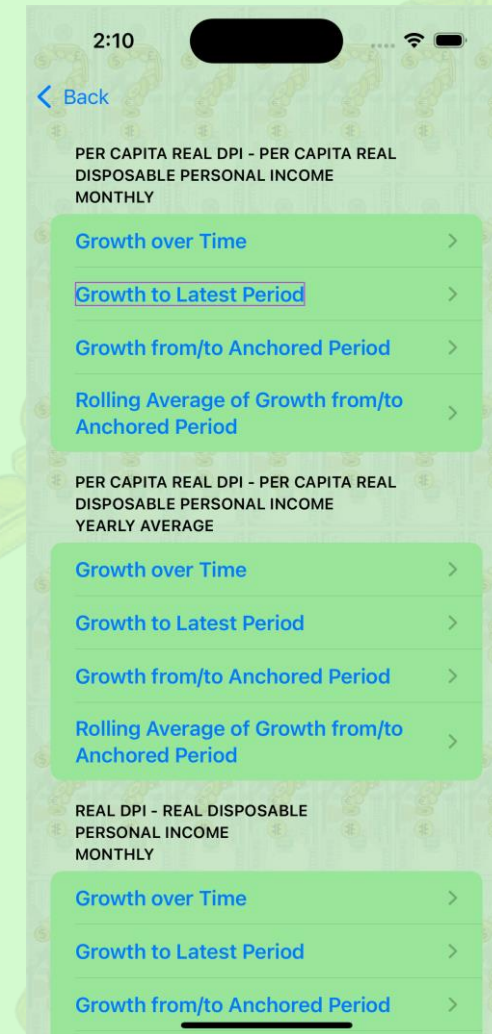 2:10
Back
PER CAPITA REAL DPI - PER CAPITA REAL
DISPOSABLE PERSONAL INCOME
MONTHLY
Growth over Time
Growth to Latest Period
Growth from/to Anchored Period
Rolling Average of Growth from/to
Anchored Period
PER CAPITA REAL DPI - PER CAPITA REAL
DISPOSABLE PERSONAL INCOME
YEARLY AVERAGE
Growth over Time
Growth to Latest Period
Growth from/to Anchored Period
Rolling Average of Growth from/to
Anchored Period
REAL DPI - REAL DISPOSABLE
PERSONAL INCOME
MONTHLY
Growth over Time
Growth to Latest Period
Growth from/to Anchored Period